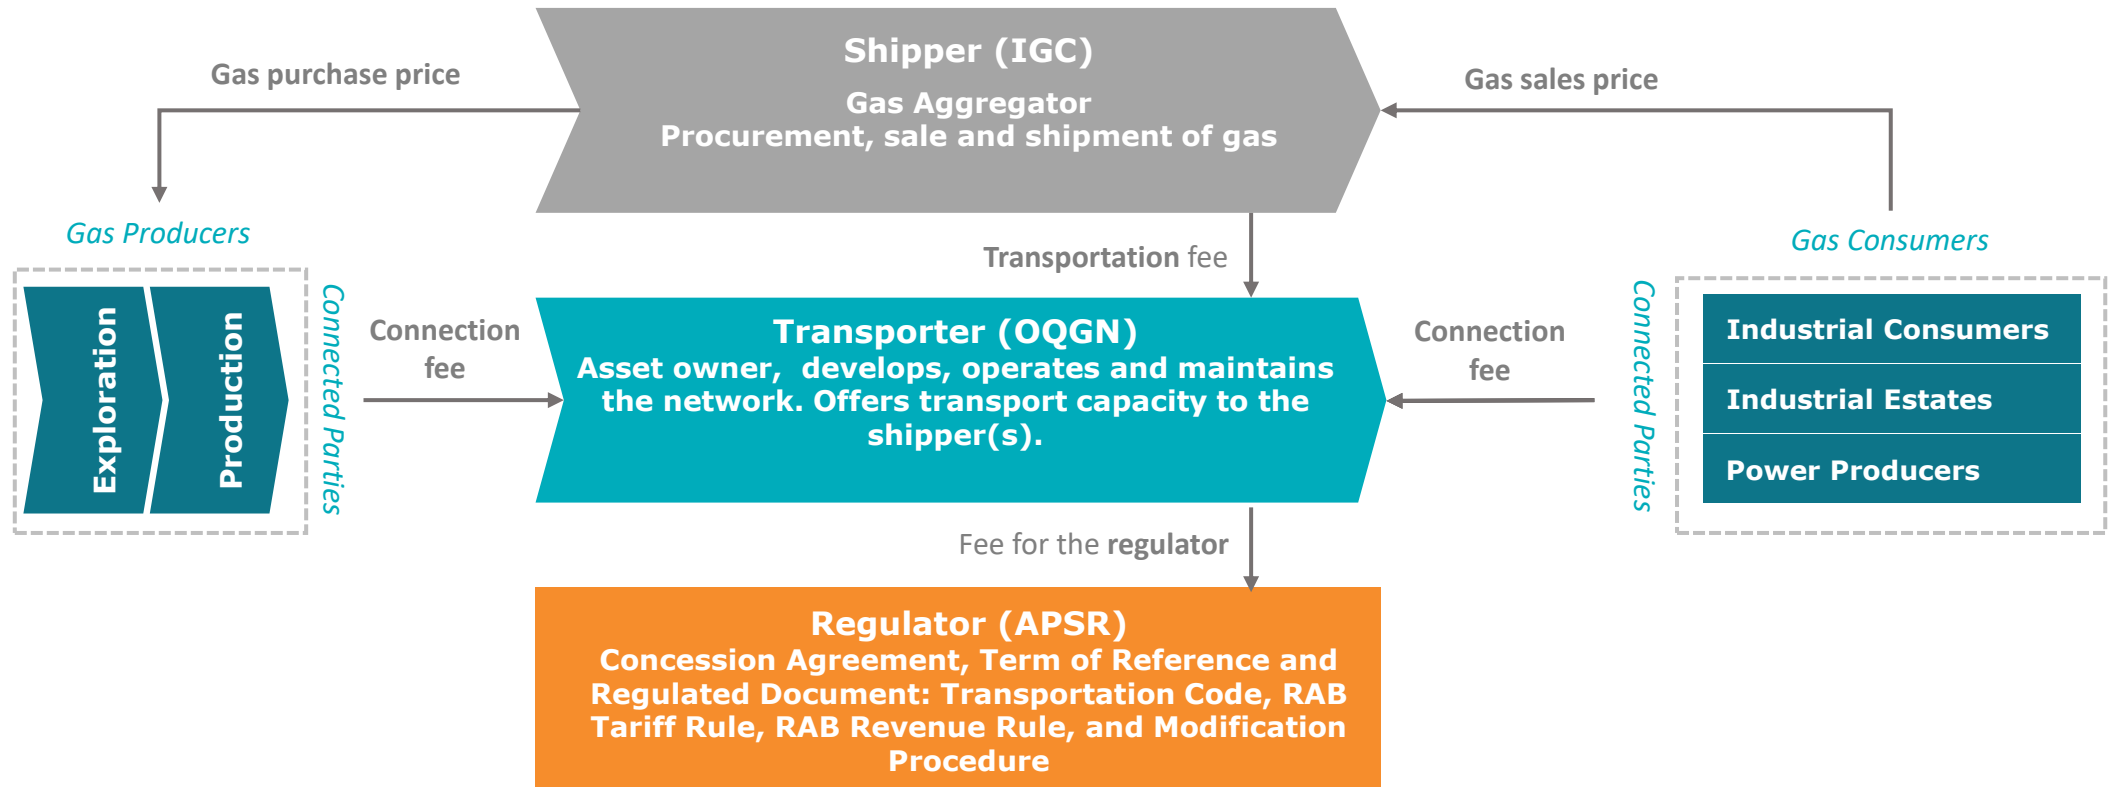 Shipper (IGC)
Gas Aggregator
Procurement, sale and shipment of gas
Gas purchase price
Gas sales price
Gas Producers
Exploration
Production
Connected Parties
Connection
fee
Transportation fee
Transporter (OQGN)
Asset owner, develops, operates and maintains
the network. Offers transport capacity to the
shipper(s).
Connection
fee
Gas Consumers
Connected Parties
Industrial Consumers
Industrial Estates
Power Producers
Fee for the regulator
Regulator (APSR)
Concession Agreement, Term of Reference and
Regulated Document: Transportation Code, RAB
Tariff Rule, RAB Revenue Rule, and Modification
Procedure